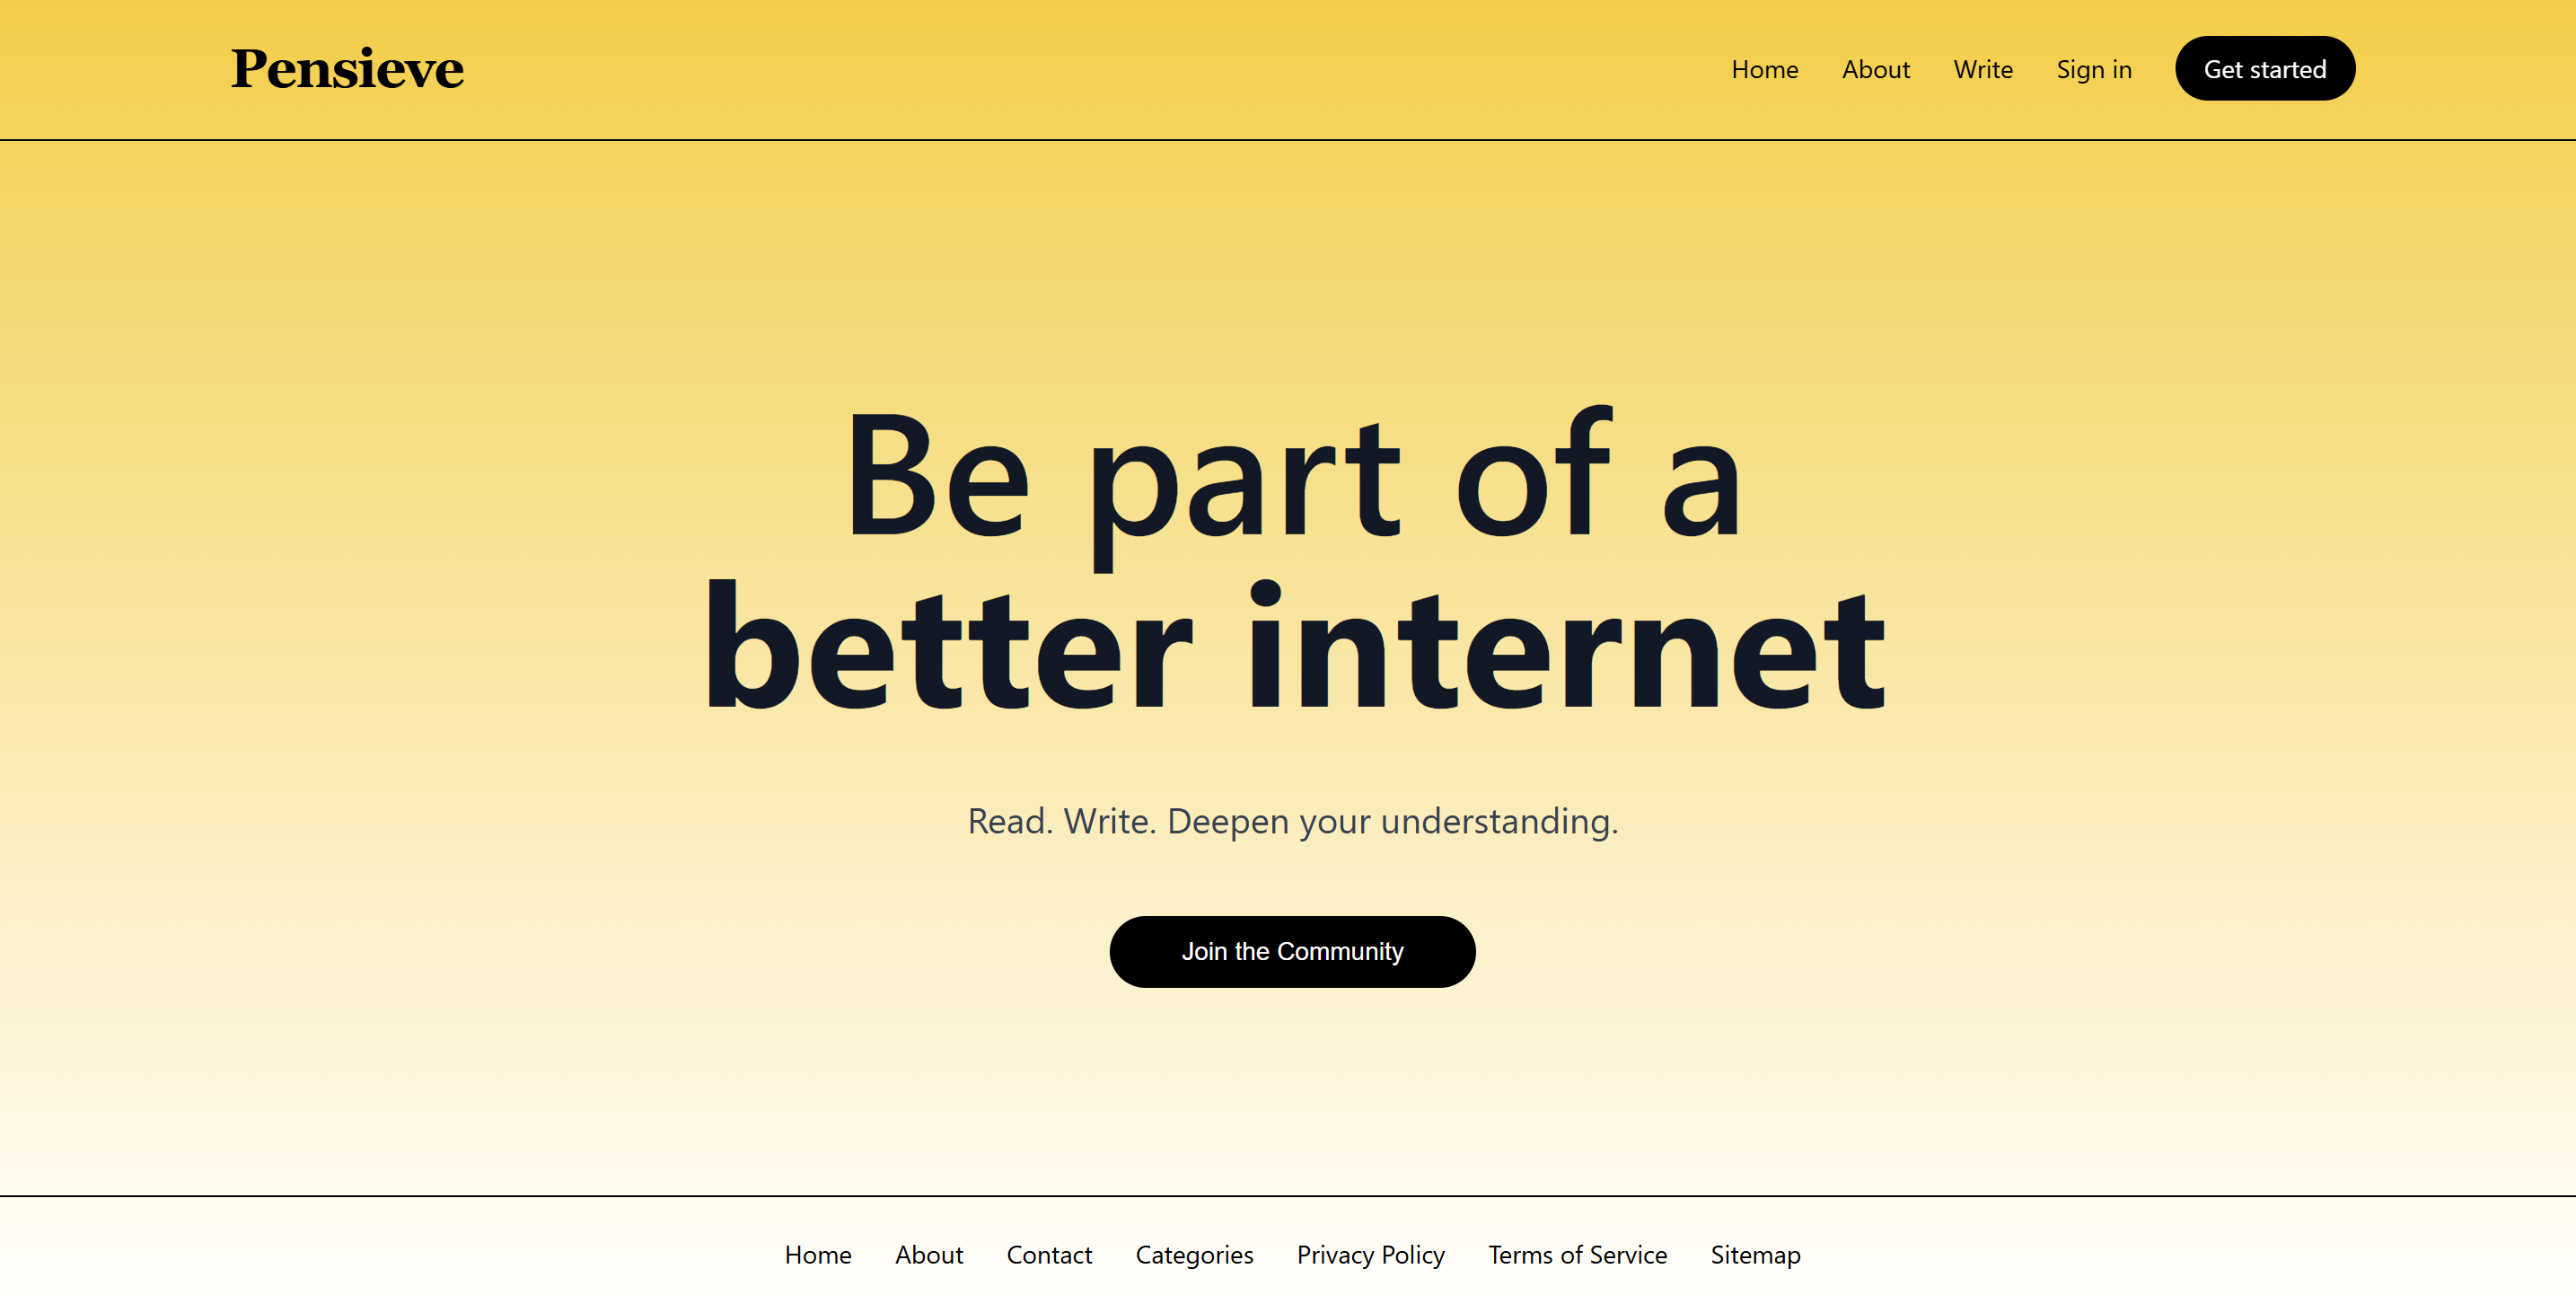 Pensieve
Home About Write Sign in Get started
Be part of a
better internet
Read. Write. Deepen your understanding.
Join the Community
Home About Contact Categories Privacy Policy Terms of Service Sitemap